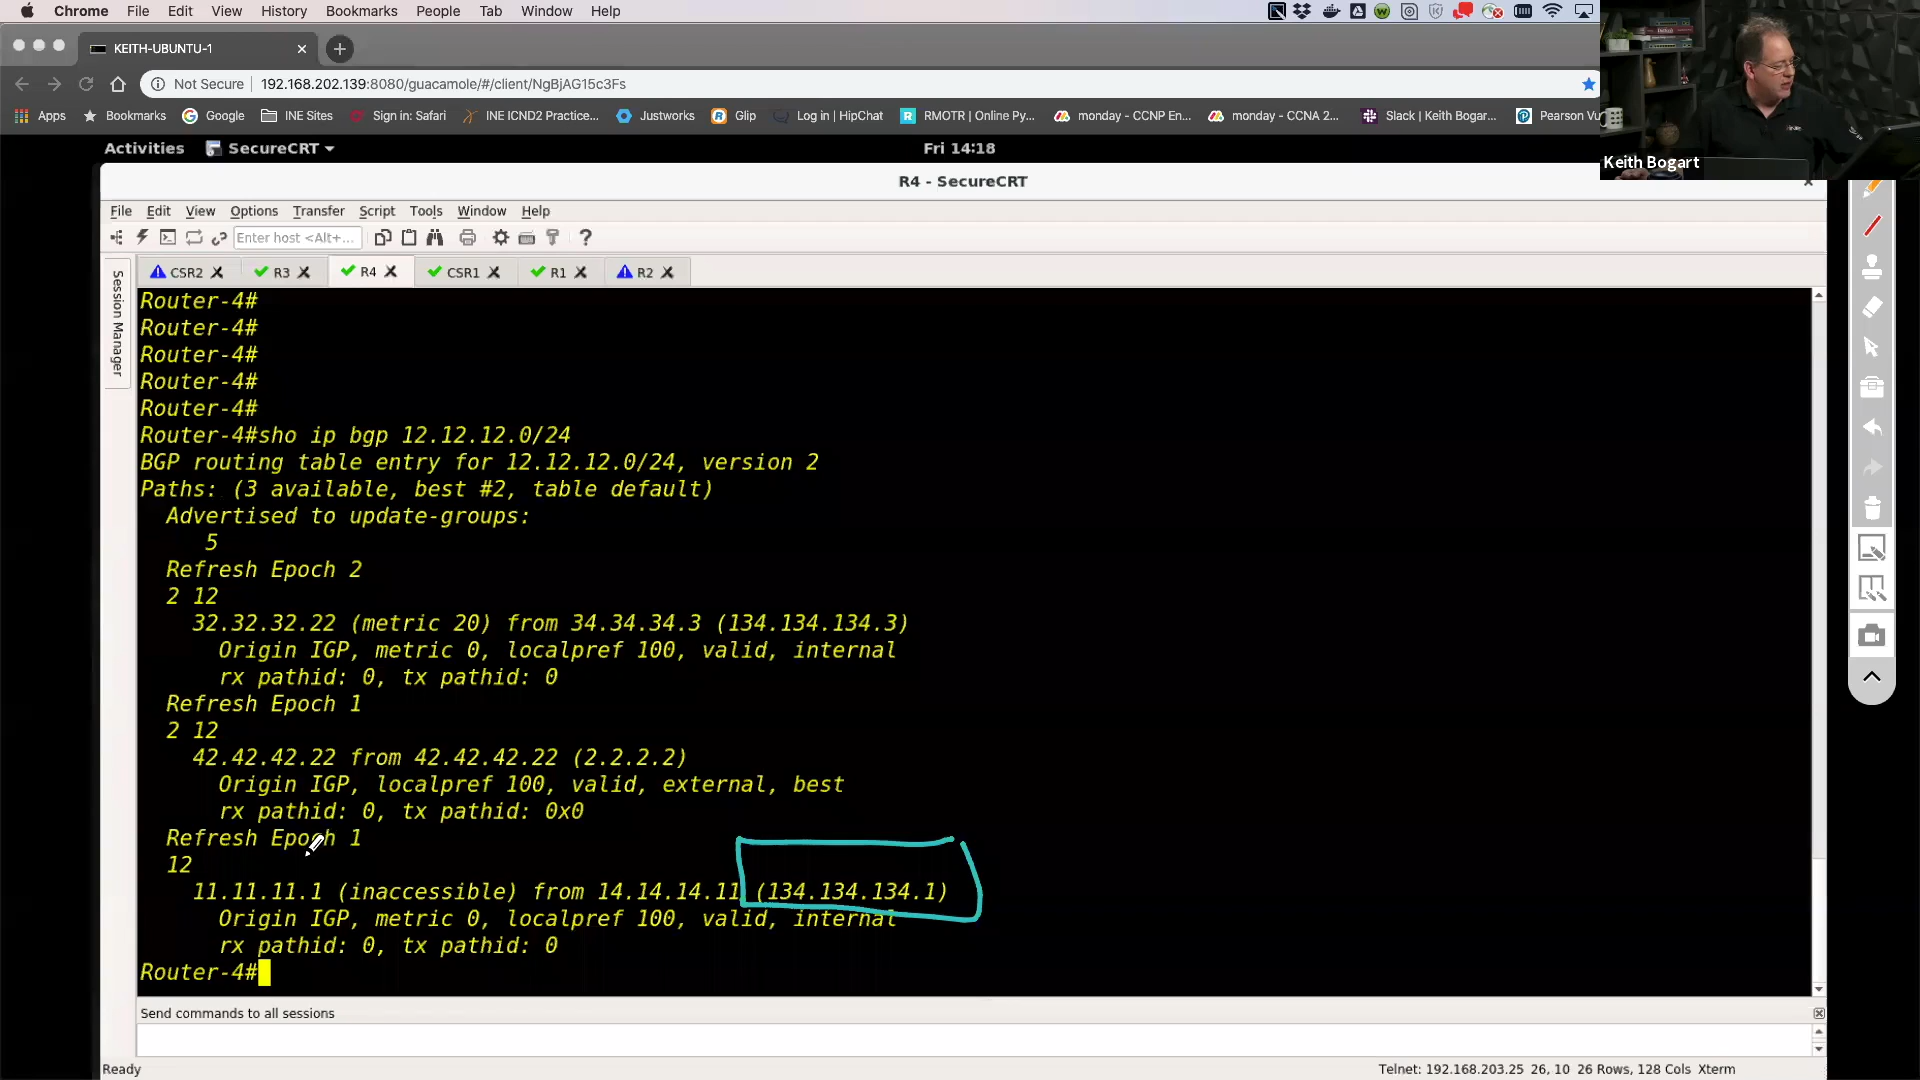 Chrome File Edit View History Bookmarks People Tab Window Help
KEITH-UBUNTU-1
Not Secure 192.168.202.139:8080/guacamole/#/client/NgBjAG15c3Fs
Apps Bookmarks Google INE Sites Sign in: Safari INE ICND2 Practice... Justworks Glip Log in | HipChat RMOTR | Online Py... monday - CCNP En... monday - CCNA 2... Slack | Keith Bogar... Pearson Vu
Keith Bogart
Activities SecureCRT Fri 14:18
R4 - SecureCRT
File Edit View Options Transfer Script Tools Window Help
Enter host <Alt+...
Session Manager
CSR2 R3 R4 CSR1 R1 R2
Router-4#
Router-4#
Router-4#
Router-4#
Router-4#
Router-4#sho ip bgp 12.12.12.0/24
BGP routing table entry for 12.12.12.0/24, version 2
Paths: (3 available, best #2, table default)
Advertised to update-groups:
5
Refresh Epoch 2
2 12
32.32.32.22 (metric 20) from 34.34.34.3 (134.134.134.3)
Origin IGP, metric 0, localpref 100, valid, internal
rx pathid: 0, tx pathid: 0
Refresh Epoch 1
2 12
42.42.42.22 from 42.42.42.22 (2.2.2.2)
Origin IGP, localpref 100, valid, external, best
rx pathid: 0, tx pathid: 0x0
Refresh Epoch 1
12
11.11.11.1 (inaccessible) from 14.14.14.11 (134.134.134.1)
Origin IGP, metric 0, localpref 100, valid, internal
rx pathid: 0, tx pathid: 0
Router-4#
Send commands to all sessions
Ready Telnet: 192.168.203.25 26, 10 26 Rows, 128 Cols Xterm